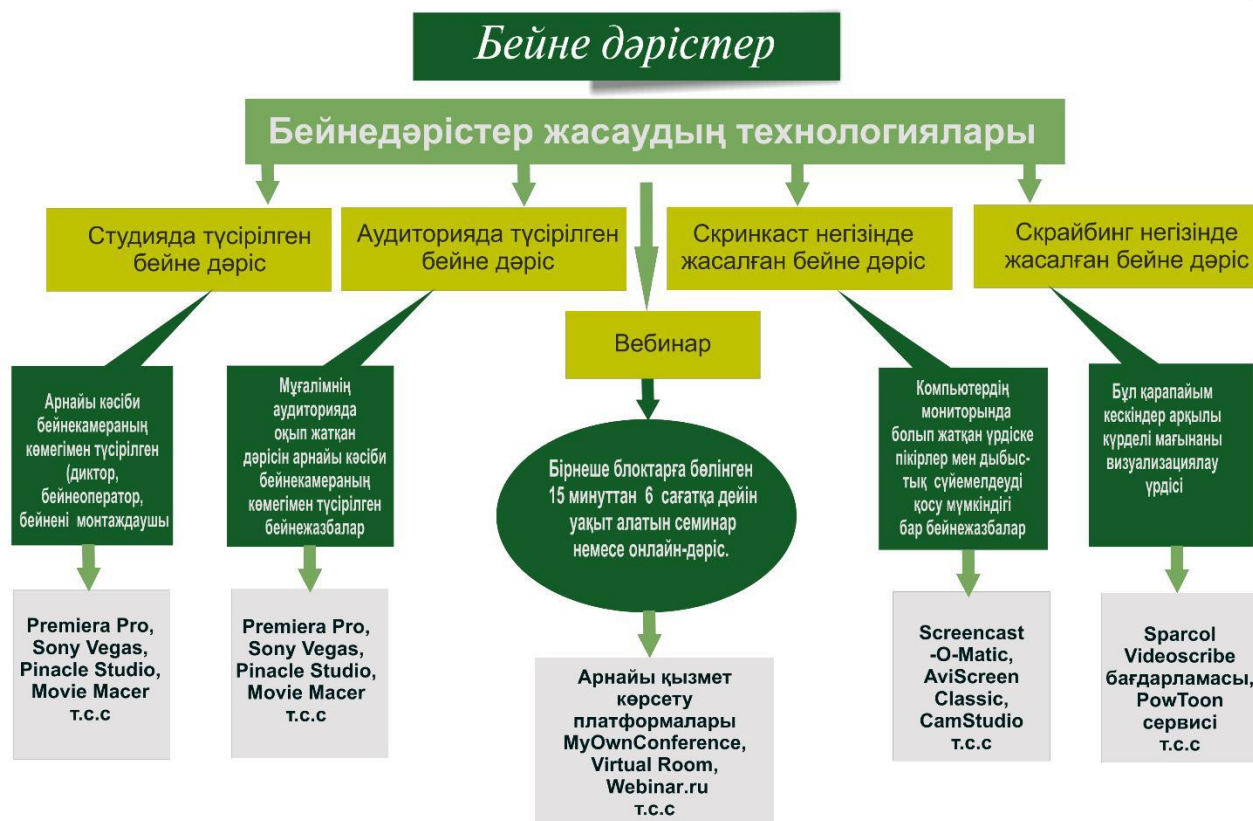 Бейне дәрістер
Бейнедәрістер жасаудың технологиялары
Студияда түсірілген
бейне дәріс
Аудиторияда түсірілген
бейне дәріс
Вебинар
Скринкаст негізінде
жасалған бейне дәріс
Скрайбинг негізінде
жасалған бейне дәріс
Арнайы кәсіби
бейнекамераның
көмегімен түсірілген
(диктор,
бейнеоператор,
бейнені монтаждаушы
Мұғалімнің
аудиторияда
оқып жатқан
дәрісін арнайы кәсіби
бейнекамераның
көмегімен түсірілген
бейнежазбалар
Бірнеше блоктарға бөлінген
15 минуттан 6 сағатқа дейін
уақыт алатын семинар
немесе онлайн-дәріс.
Компьютердің
мониторында
болып жатқан үрдіске
пікірлер мен дыбыс-
тық сүйемелдеуді
қосу мүмкіндігі
бар бейнежазбалар
Бұл қарапайым
кескіндер арқылы
күрделі мағынаны
визуализациялау
үрдісі
Premiera Pro,
Sony Vegas,
Pinacle Studio,
Movie Macer
т.с.с
Premiera Pro,
Sony Vegas,
Pinacle Studio,
Movie Macer
т.с.с
Арнайы қызмет
көрсету
платформалары
MyOwnConference,
Virtual Room,
Webinar.ru
т.с.с
Screencast
-O-Matic,
AviScreen
Classic,
CamStudio
т.с.с
Sparcol
Videoscribe
бағдарламасы,
PowToon
сервисі
т.с.с